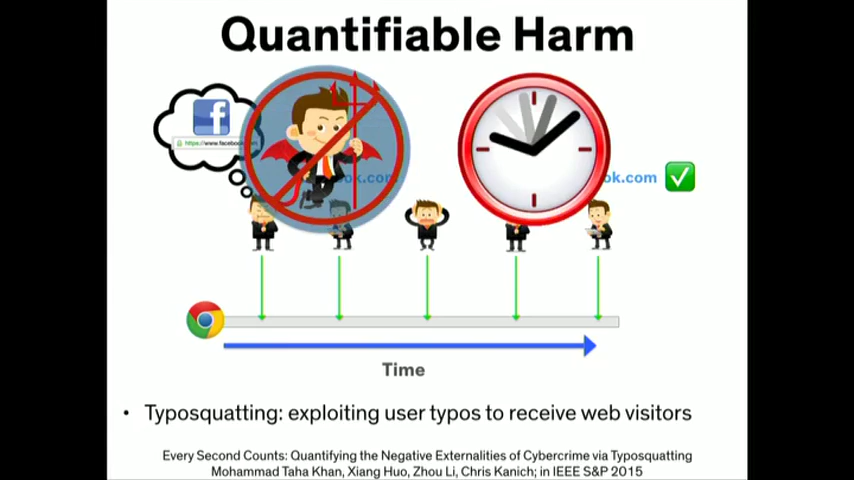 Quantifiable Harm
f
https://www.facebook.com
ok.com
ok.com
Time
• Typosquatting: exploiting user typos to receive web visitors
Every Second Counts: Quantifying the Negative Externalities of Cybercrime via Typosquatting
Mohammad Taha Khan, Xiang Huo, Zhou Li, Chris Kanich; in IEEE S&P 2015